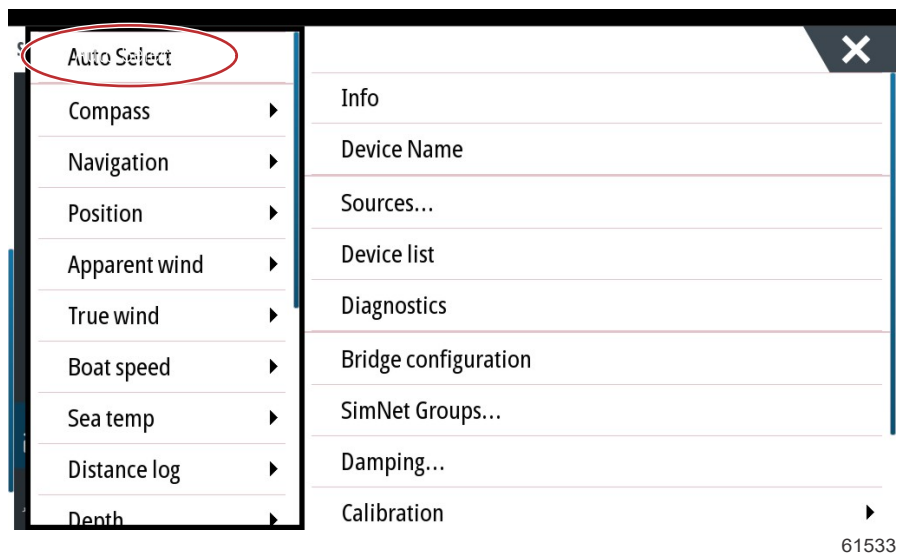 Auto Select
Compass
Navigation
Position
Apparent wind
True wind
Boat speed
Sea temp
Distance log
Depth
Info
Device Name
Sources...
Device list
Diagnostics
Bridge configuration
SimNet Groups...
Damping...
Calibration
61533